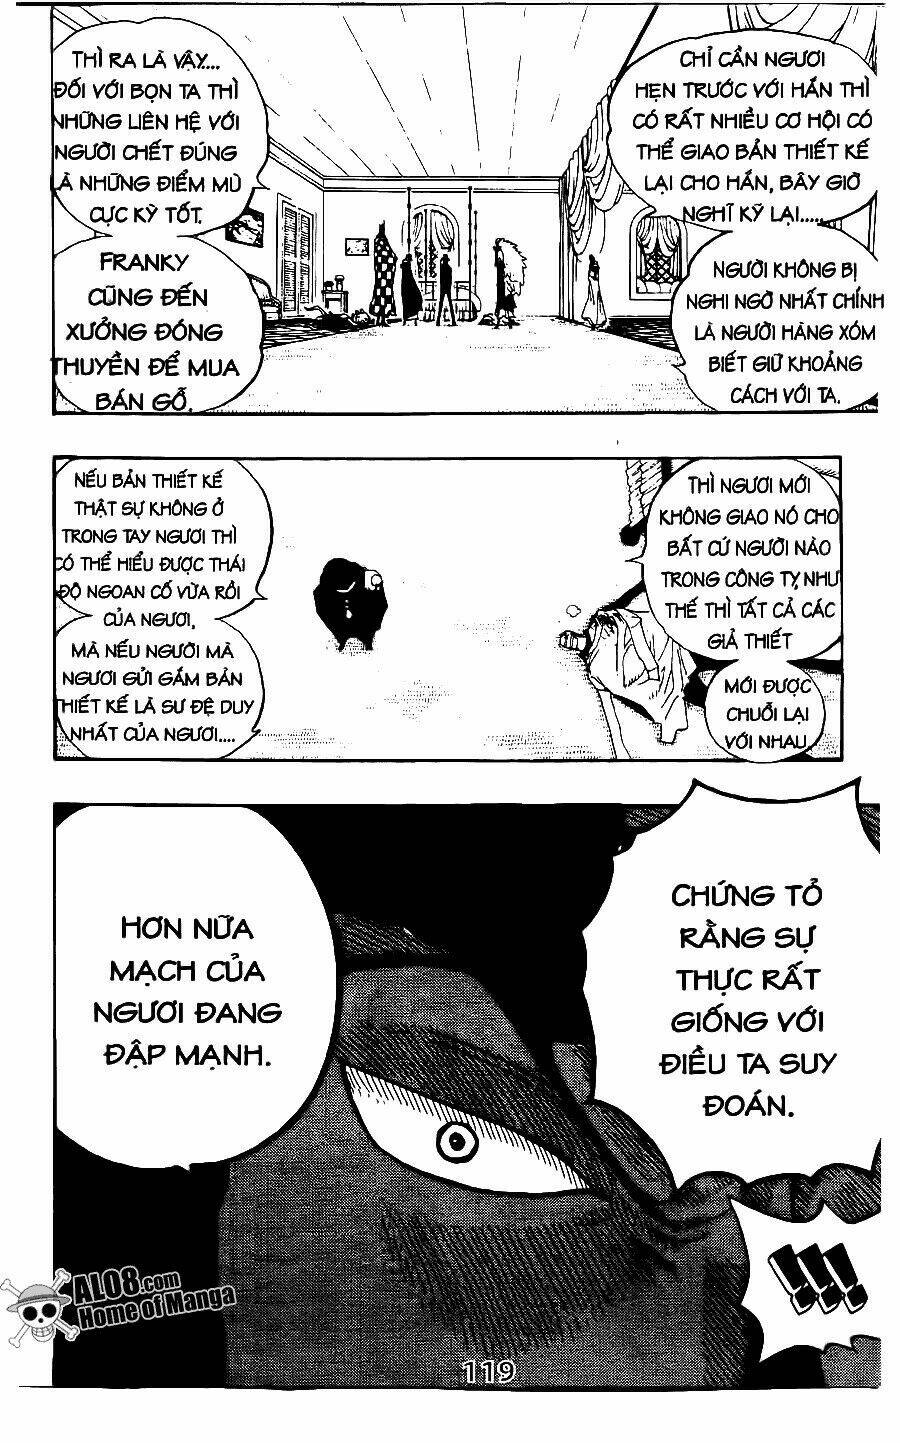 THÌ RA LÀ VẬY....
ĐỐI VỚI BỌN TA THÌ
NHỮNG LIÊN HỆ VỚI
NGƯỜI CHẾT ĐÚNG
LÀ NHỮNG ĐIỂM MÙ
CỰC KỲ TỐT.
FRANKY
CŨNG ĐẾN
XƯỞNG ĐÓNG
THUYỀN ĐỂ MUA
BÁN GỖ.
CHỈ CẦN NGƯƠI
HẸN TRƯỚC VỚI HẮN THÌ
CÓ RẤT NHIỀU CƠ HỘI CÓ
THỂ GIAO BẢN THIẾT KẾ
LẠI CHO HẮN, BÂY GIỜ
NGHĨ KỸ LẠI.....
NGƯỜI KHÔNG BỊ
NGHI NGỜ NHẤT CHÍNH
LÀ NGƯỜI HÀNG XÓM
BIẾT GIỮ KHOẢNG
CÁCH VỚI TA.
NẾU BẢN THIẾT KẾ
THẬT SỰ KHÔNG Ở
TRONG TAY NGƯƠI THÌ
CÓ THỂ HIỂU ĐƯỢC THÁI
ĐỘ NGOAN CỐ VỪA RỒI
CỦA NGƯƠI.
MÀ NẾU NGƯỜI MÀ
NGƯƠI GỬI GẮM BẢN
THIẾT KẾ LÀ SƯ ĐỆ DUY
NHẤT CỦA NGƯƠI....
THÌ NGƯƠI MỚI
KHÔNG GIAO NÓ CHO
BẤT CỨ NGƯỜI NÀO
TRONG CÔNG TY, NHƯ
THẾ THÌ TẤT CẢ CÁC
GIẢ THIẾT
MỚI ĐƯỢC
CHUỖI LẠI
VỚI NHAU.
HƠN NỮA
MẠCH CỦA
NGƯƠI ĐANG
ĐẬP MẠNH.
CHỨNG TỎ
RẰNG SỰ
THỰC RẤT
GIỐNG VỚI
ĐIỀU TA SUY
ĐOÁN.
!!!
ALO8.com
Home of Manga
119